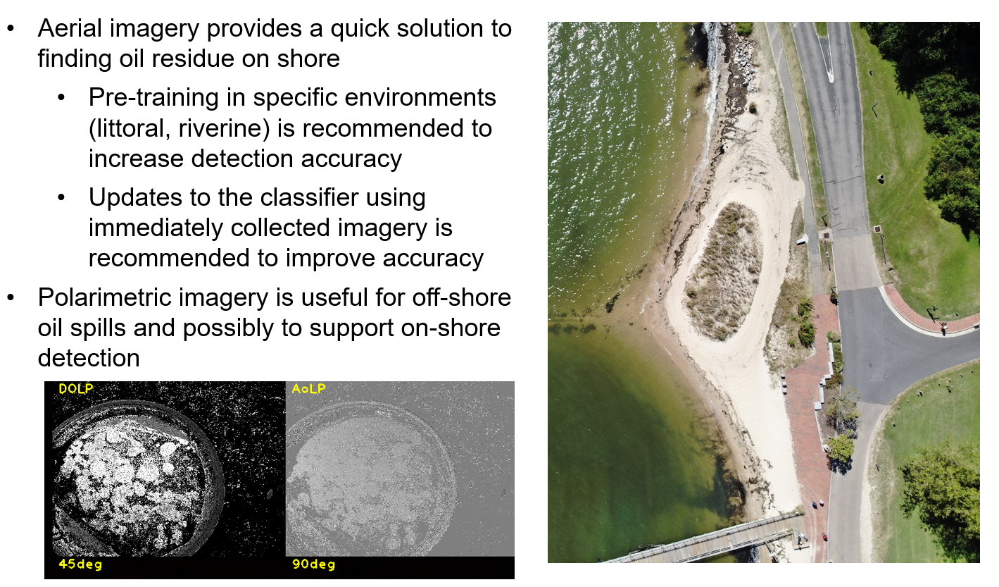 • Aerial imagery provides a quick solution to
finding oil residue on shore
• Pre-training in specific environments
(littoral, riverine) is recommended to
increase detection accuracy
• Updates to the classifier using
immediately collected imagery is
recommended to improve accuracy
• Polarimetric imagery is useful for off-shore
oil spills and possibly to support on-shore
detection
DOLP
AoLP
45deg
90deg